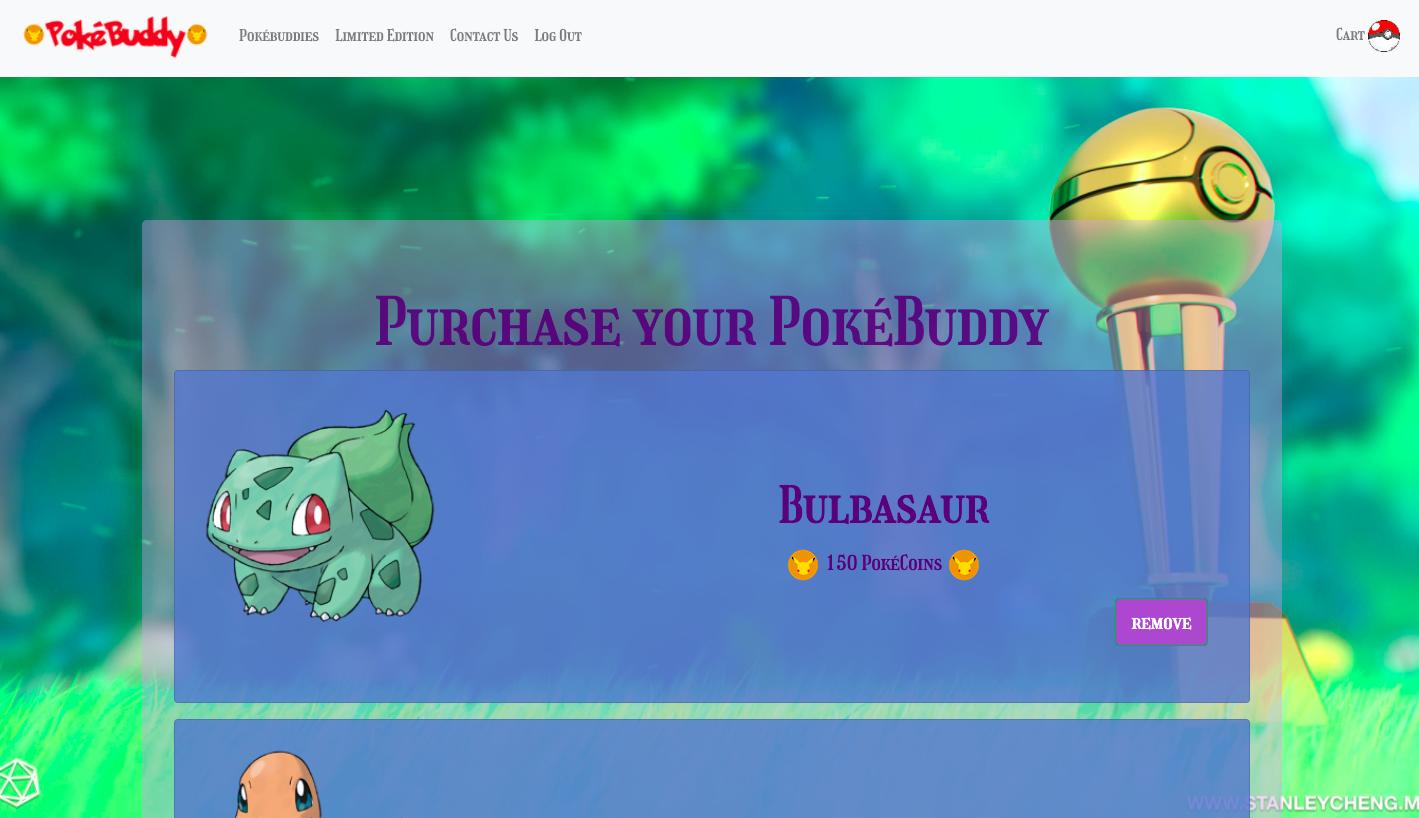 PokéBuddy
Pokébuddies Limited Edition Contact Us Log Out
Cart
Purchase your PokéBuddy
Bulbasaur
150 PokéCoins
REMOVE
WWW.STANLEYCHENG.M